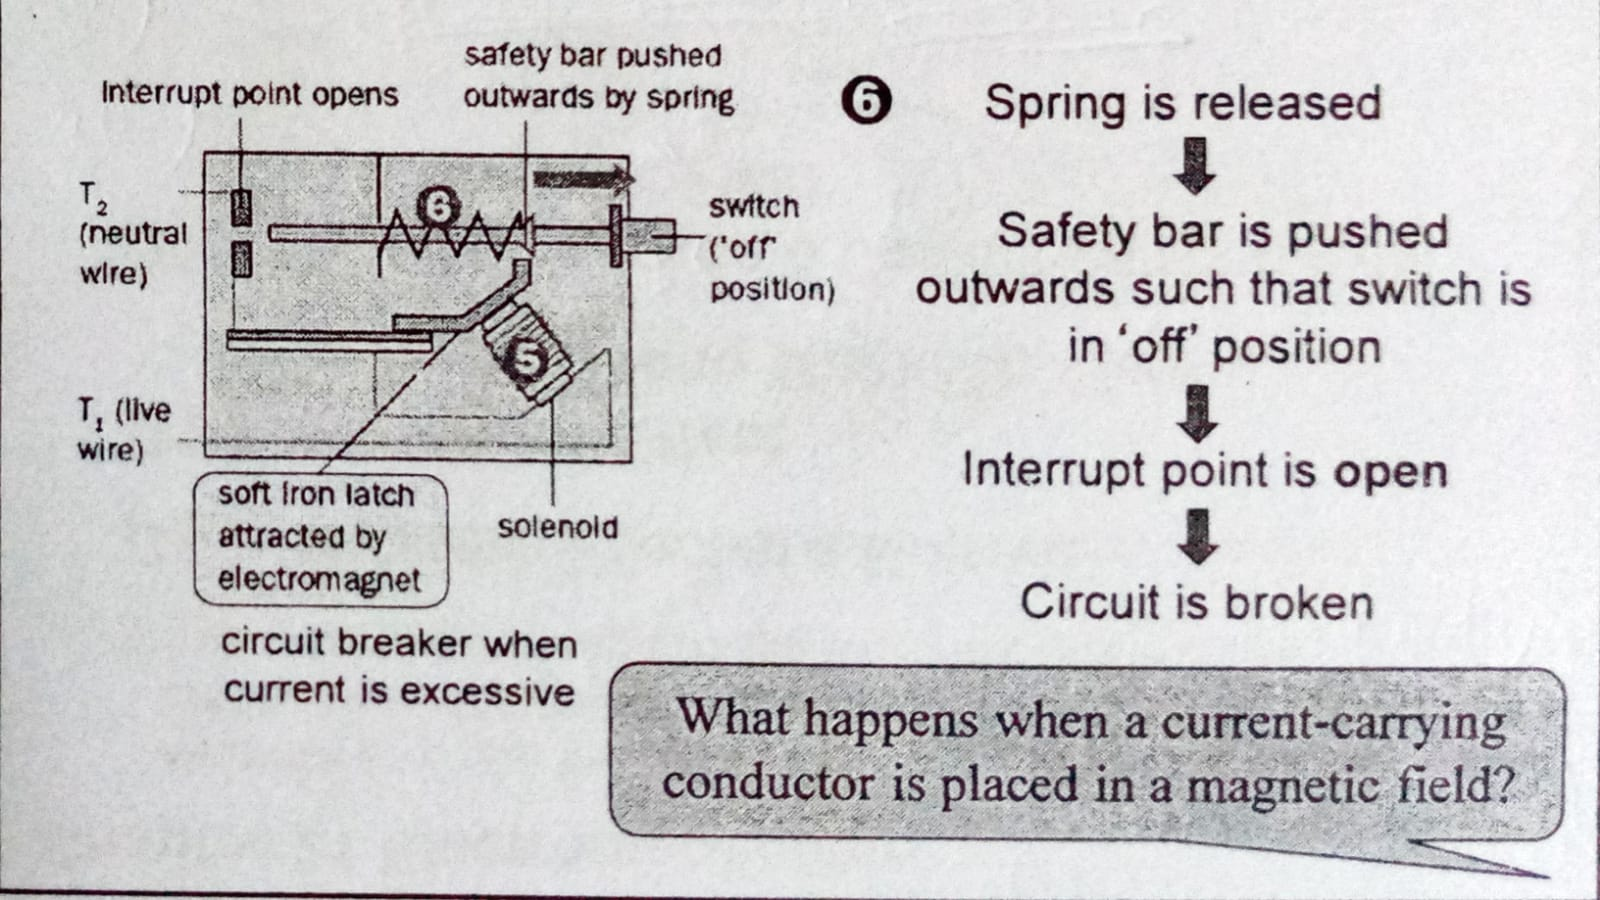 safety bar pushed
outwards by spring
Interrupt point opens
T2
(neutral
wire)
6
switch
('off'
position)
5
T1 (live
wire)
soft iron latch
attracted by
electromagnet
solenoid
circuit breaker when
current is excessive
6
Spring is released
Safety bar is pushed
outwards such that switch is
in ‘off’ position
Interrupt point is open
Circuit is broken
What happens when a current-carrying
conductor is placed in a magnetic field?